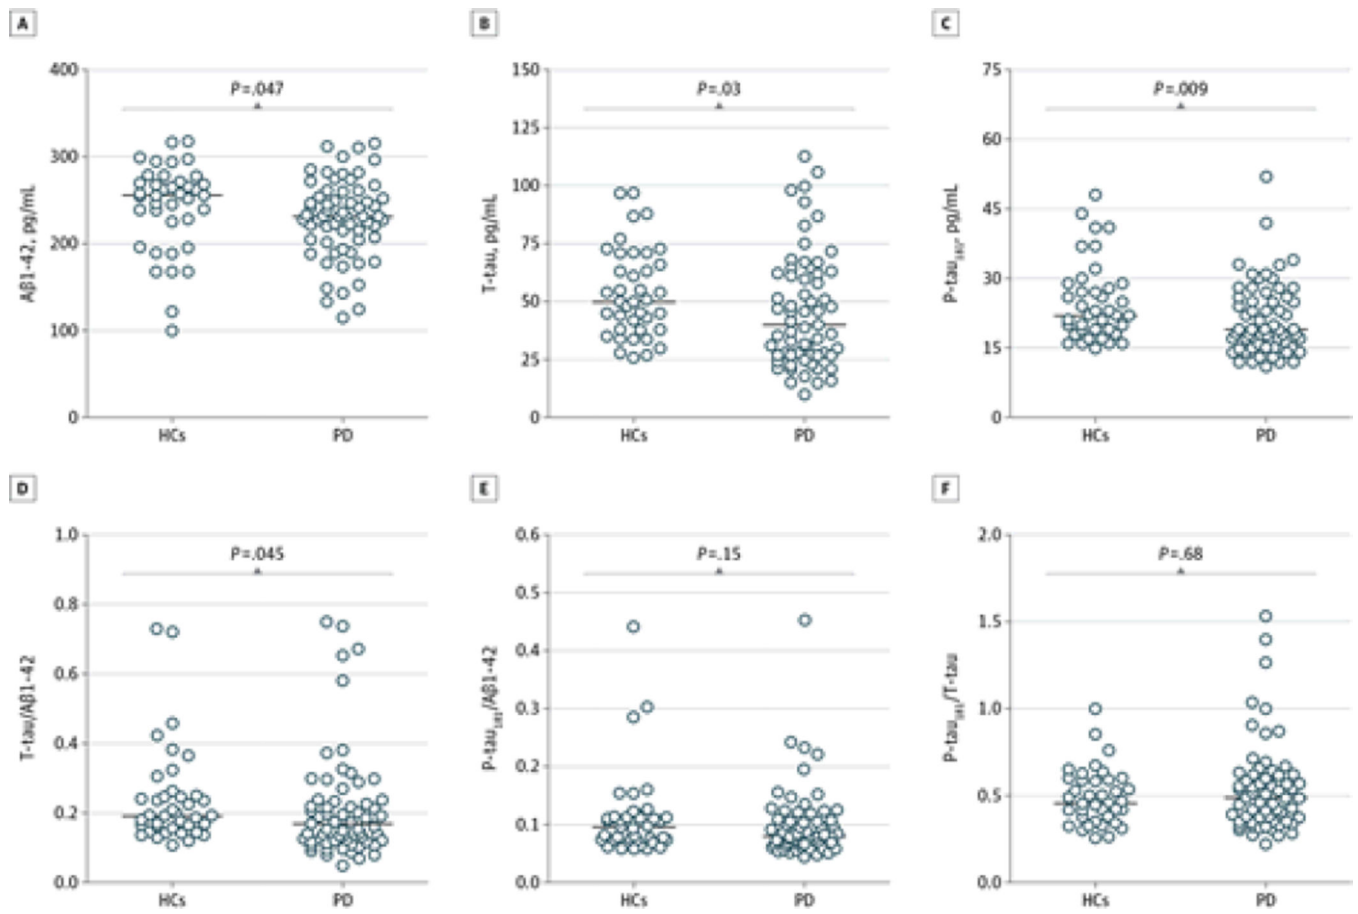 A
B
C
400
300
200
100
0
Aβ1-42, pg/mL
P=.047
HCs
PD
150
125
100
75
50
25
0
T-tau, pg/mL
P=.03
HCs
PD
75
60
45
30
15
0
P-tau181, pg/mL
P=.009
HCs
PD
D
E
F
1.0
0.8
0.6
0.4
0.2
0.0
T-tau/Aβ1-42
P=.045
HCs
PD
0.6
0.5
0.4
0.3
0.2
0.1
0.0
P-tau181/Aβ1-42
P=.15
HCs
PD
2.0
1.5
1.0
0.5
0.0
P-tau181/T-tau
P=.68
HCs
PD